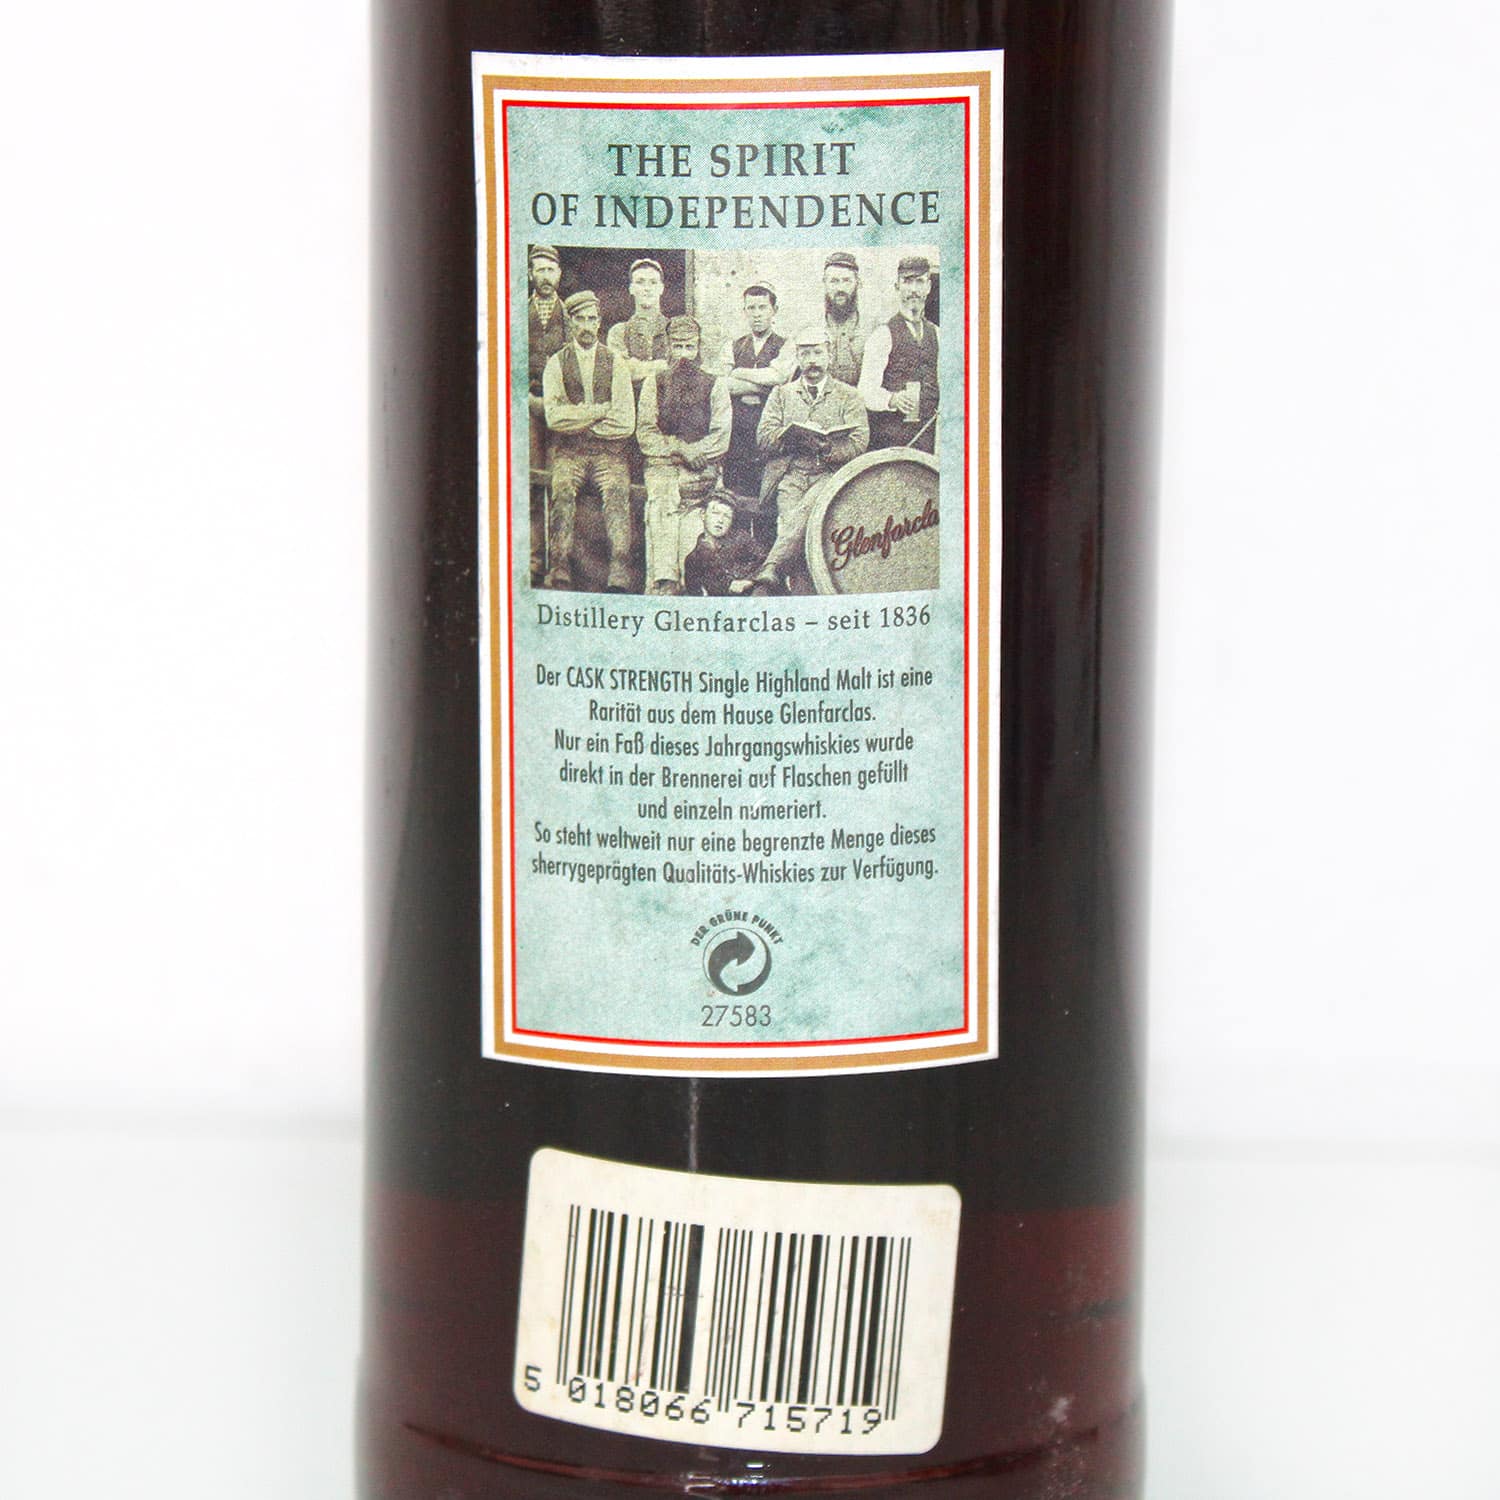 THE SPIRIT
OF INDEPENDENCE
Glenfarcla
Distillery Glenfarclas – seit 1836
Der CASK STRENGTH Single Highland Malt ist eine
Rarität aus dem Hause Glenfarclas.
Nur ein Faß dieses Jahrgangswhiskies wurde
direkt in der Brennerei auf Flaschen gefüllt
und einzeln numeriert.
So steht weltweit nur eine begrenzte Menge dieses
sherrygeprägten Qualitäts-Whiskies zur Verfügung.
DER GRÜNE PUNKT
27583
5 018066 715719